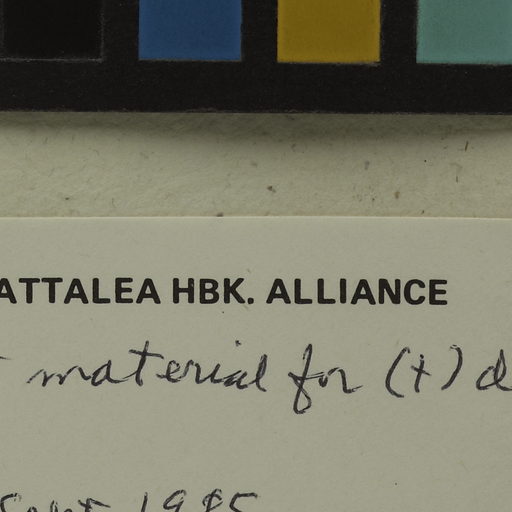 ATTALEA HBK. ALLIANCE
material for (t) d
Sept 1985